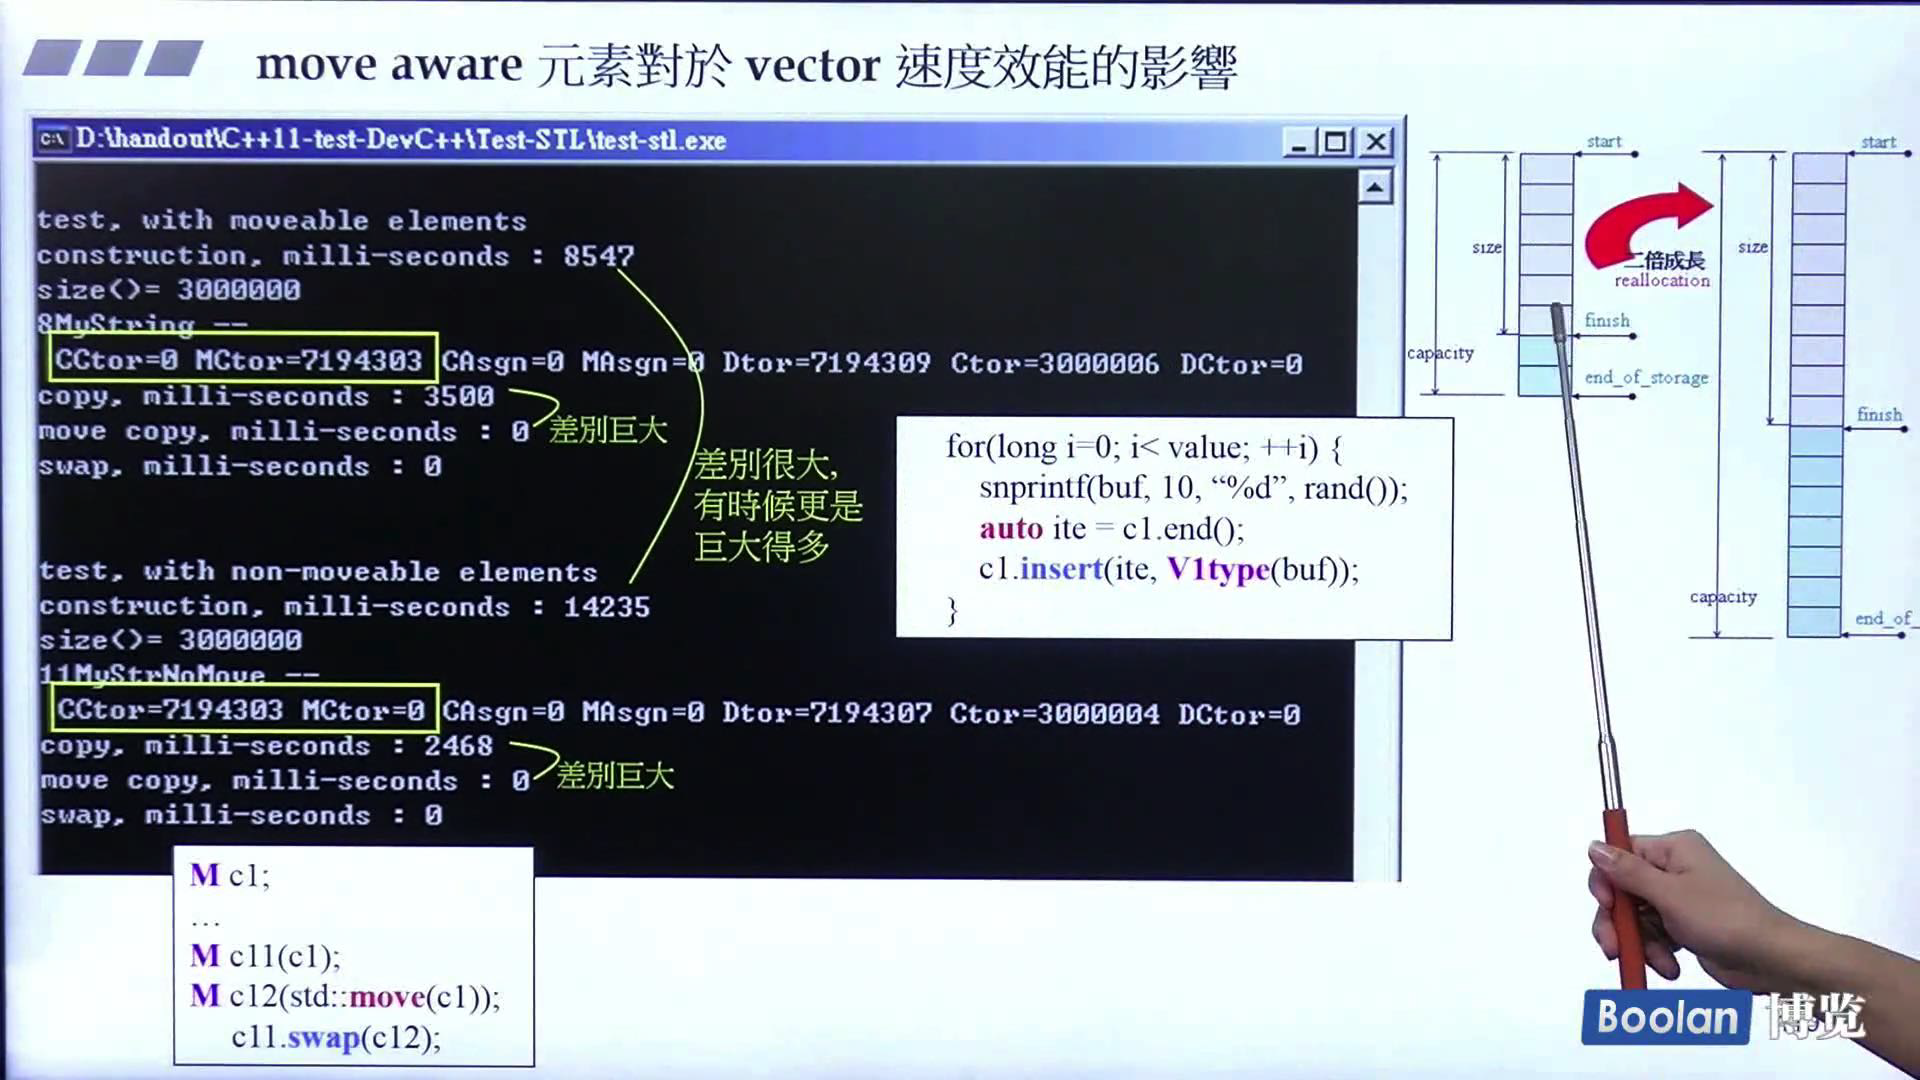 move aware 元素對於 vector 速度效能的影響
D:\handout\C++11-test-DevC++\Test-STL\test-stl.exe
test, with moveable elements
construction, milli-seconds : 8547
size()= 3000000
8MyString --
CCtor=0 MCtor=7194303 CAsgn=0 MAsgn=0 Dtor=7194309 Ctor=3000006 DCtor=0
copy, milli-seconds : 3500
move copy, milli-seconds : 0
差別巨大
swap, milli-seconds : 0
差別很大,
有時候更是
巨大得多
test, with non-moveable elements
construction, milli-seconds : 14235
size()= 3000000
11MyStrNoMove --
CCtor=7194303 MCtor=0 CAsgn=0 MAsgn=0 Dtor=7194307 Ctor=3000004 DCtor=0
copy, milli-seconds : 2468
move copy, milli-seconds : 0
差別巨大
swap, milli-seconds : 0
for(long i=0; i< value; ++i) {
snprintf(buf, 10, “%d”, rand());
auto ite = c1.end();
c1.insert(ite, V1type(buf));
}
M c1;
…
M c11(c1);
M c12(std::move(c1));
c11.swap(c12);
start
size
finish
capacity
end_of_storage
二倍成長
reallocation
start
size
finish
capacity
end_of_
Boolan 博览